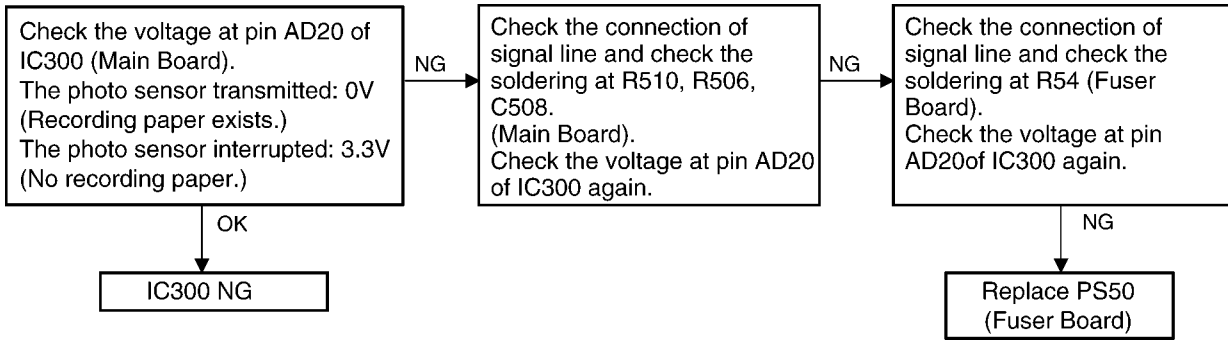 Check the voltage at pin AD20 of
IC300 (Main Board).
The photo sensor transmitted: 0V
(Recording paper exists.)
The photo sensor interrupted: 3.3V
(No recording paper.)
NG
Check the connection of
signal line and check the
soldering at R510, R506,
C508.
(Main Board).
Check the voltage at pin AD20
of IC300 again.
NG
Check the connection of
signal line and check the
soldering at R54 (Fuser
Board).
Check the voltage at pin
AD20of IC300 again.
OK
NG
IC300 NG
Replace PS50
(Fuser Board)